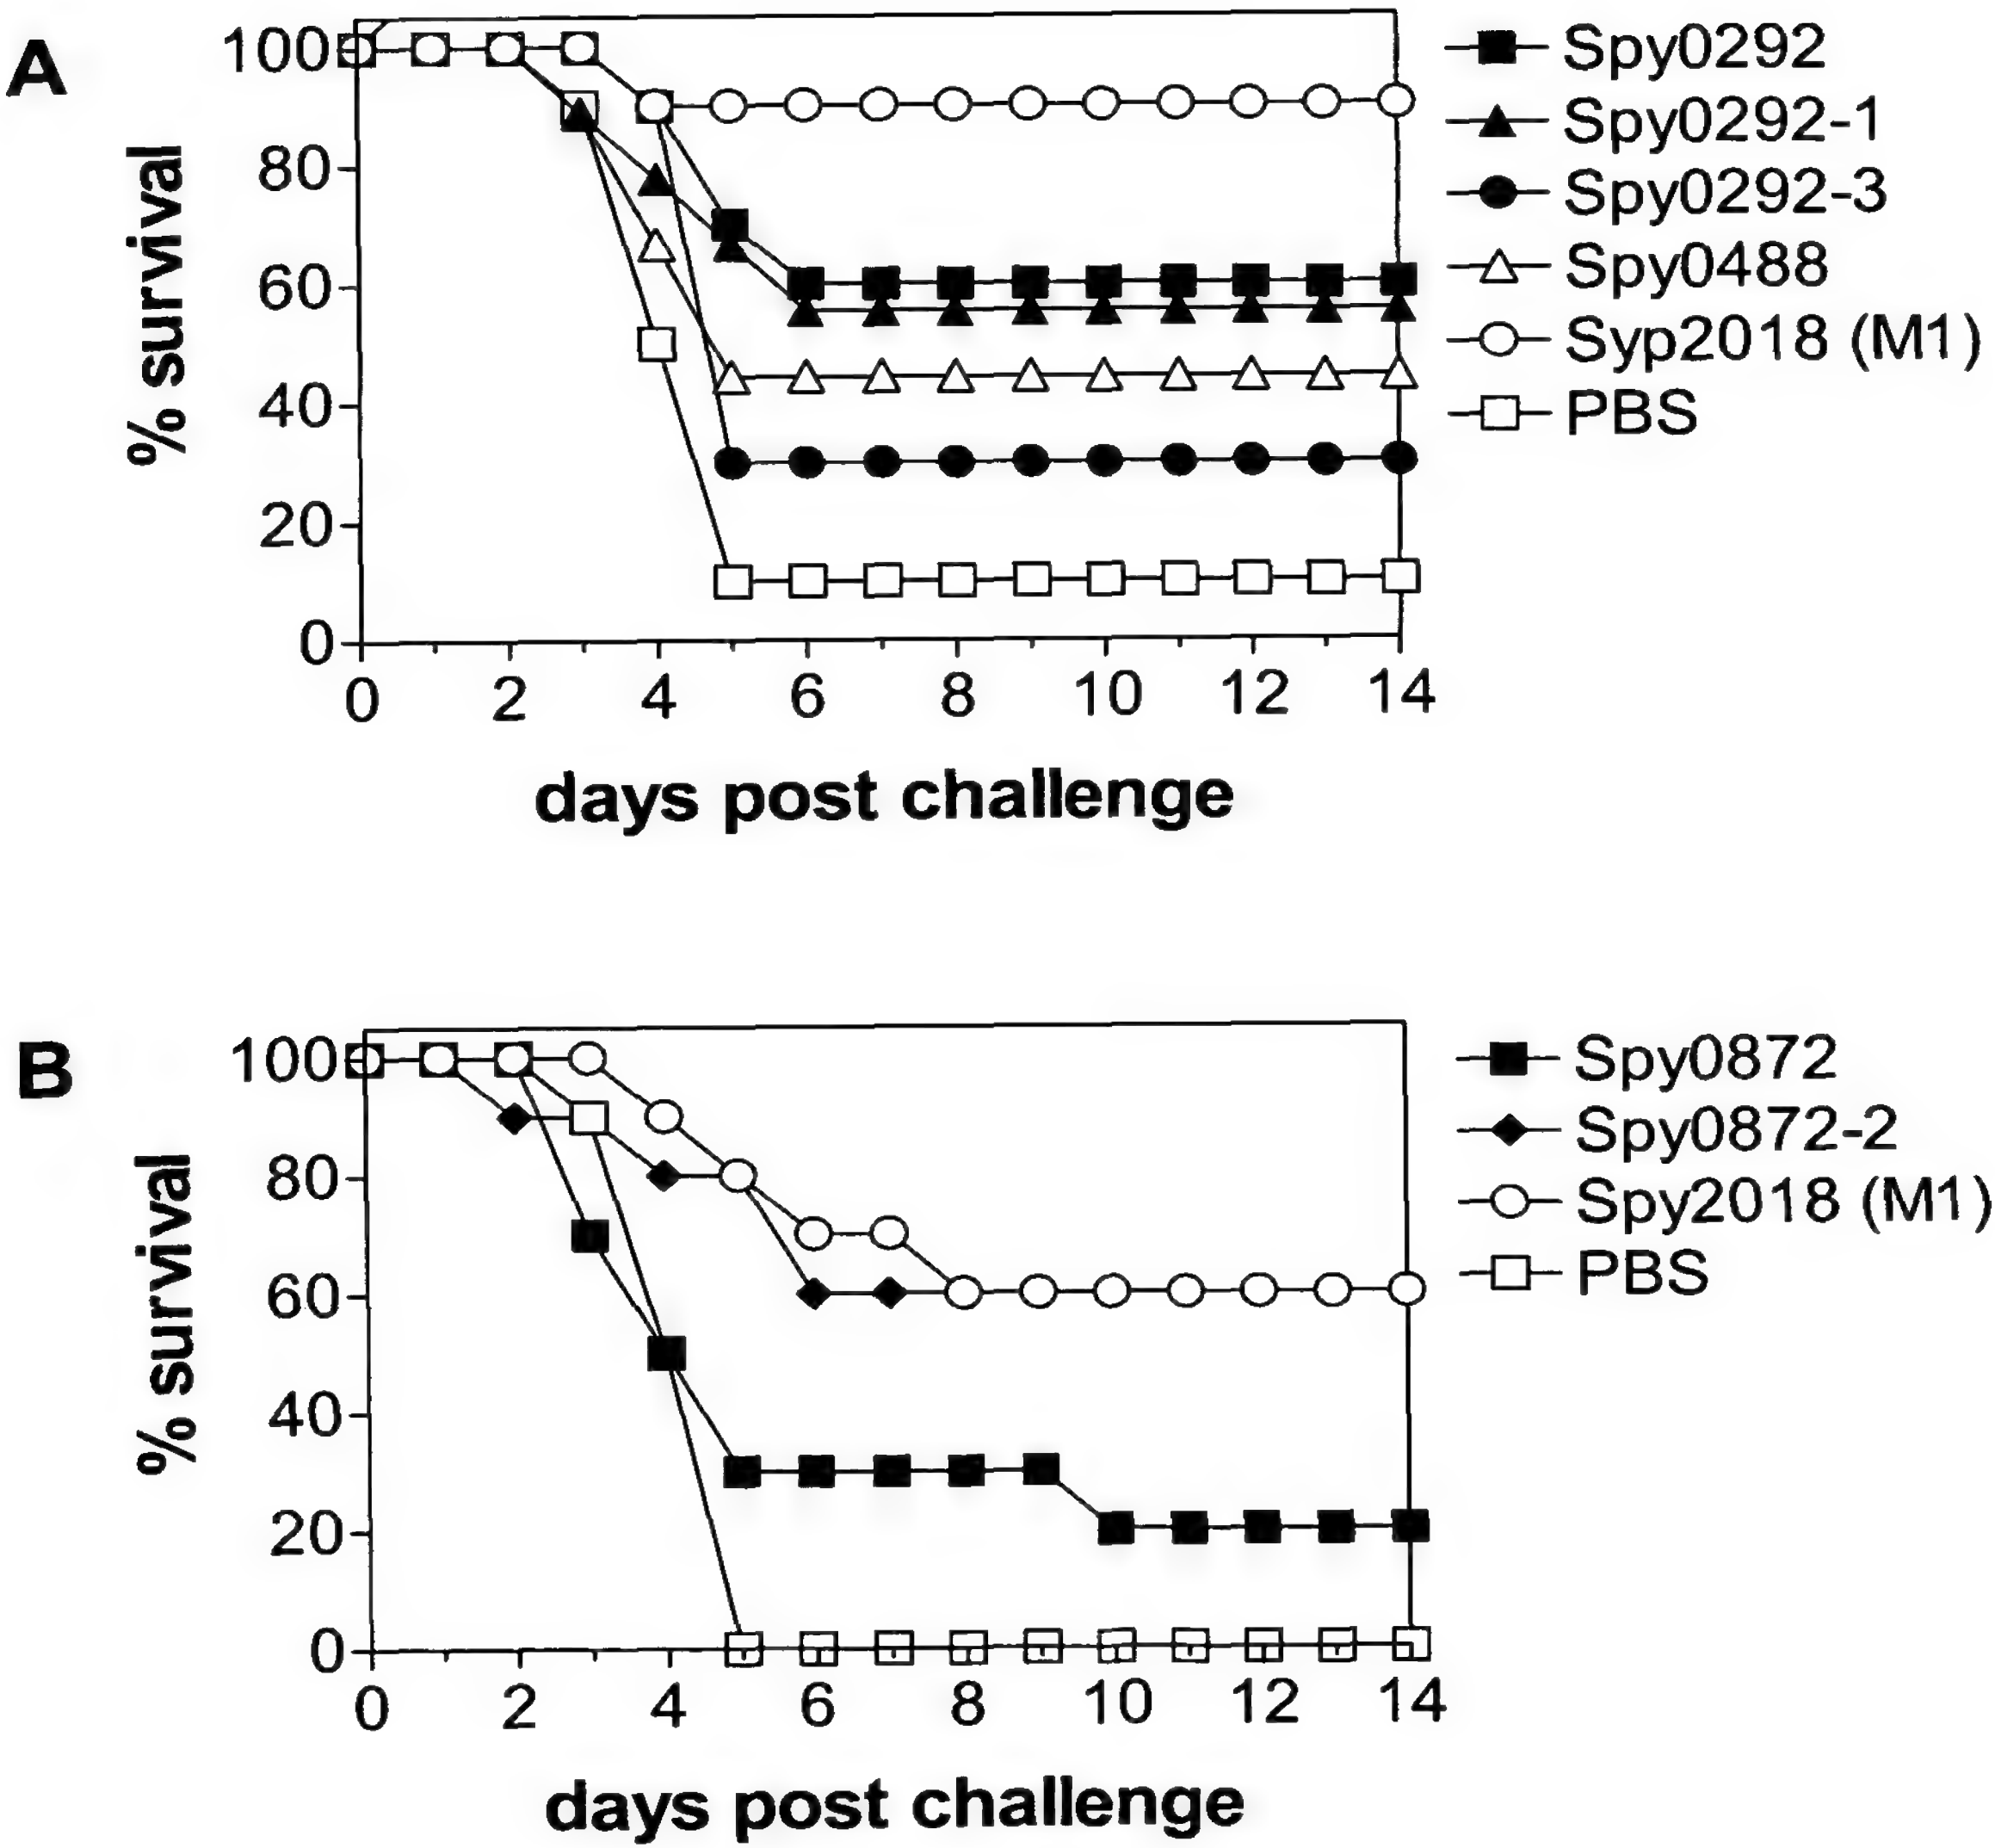 A
100
80
60
40
20
0
% survival
0 2 4 6 8 10 12 14
days post challenge
Spy0292
Spy0292-1
Spy0292-3
Spy0488
Syp2018 (M1)
PBS
B
100
80
60
40
20
0
% survival
0 2 4 6 8 10 12 14
days post challenge
Spy0872
Spy0872-2
Spy2018 (M1)
PBS